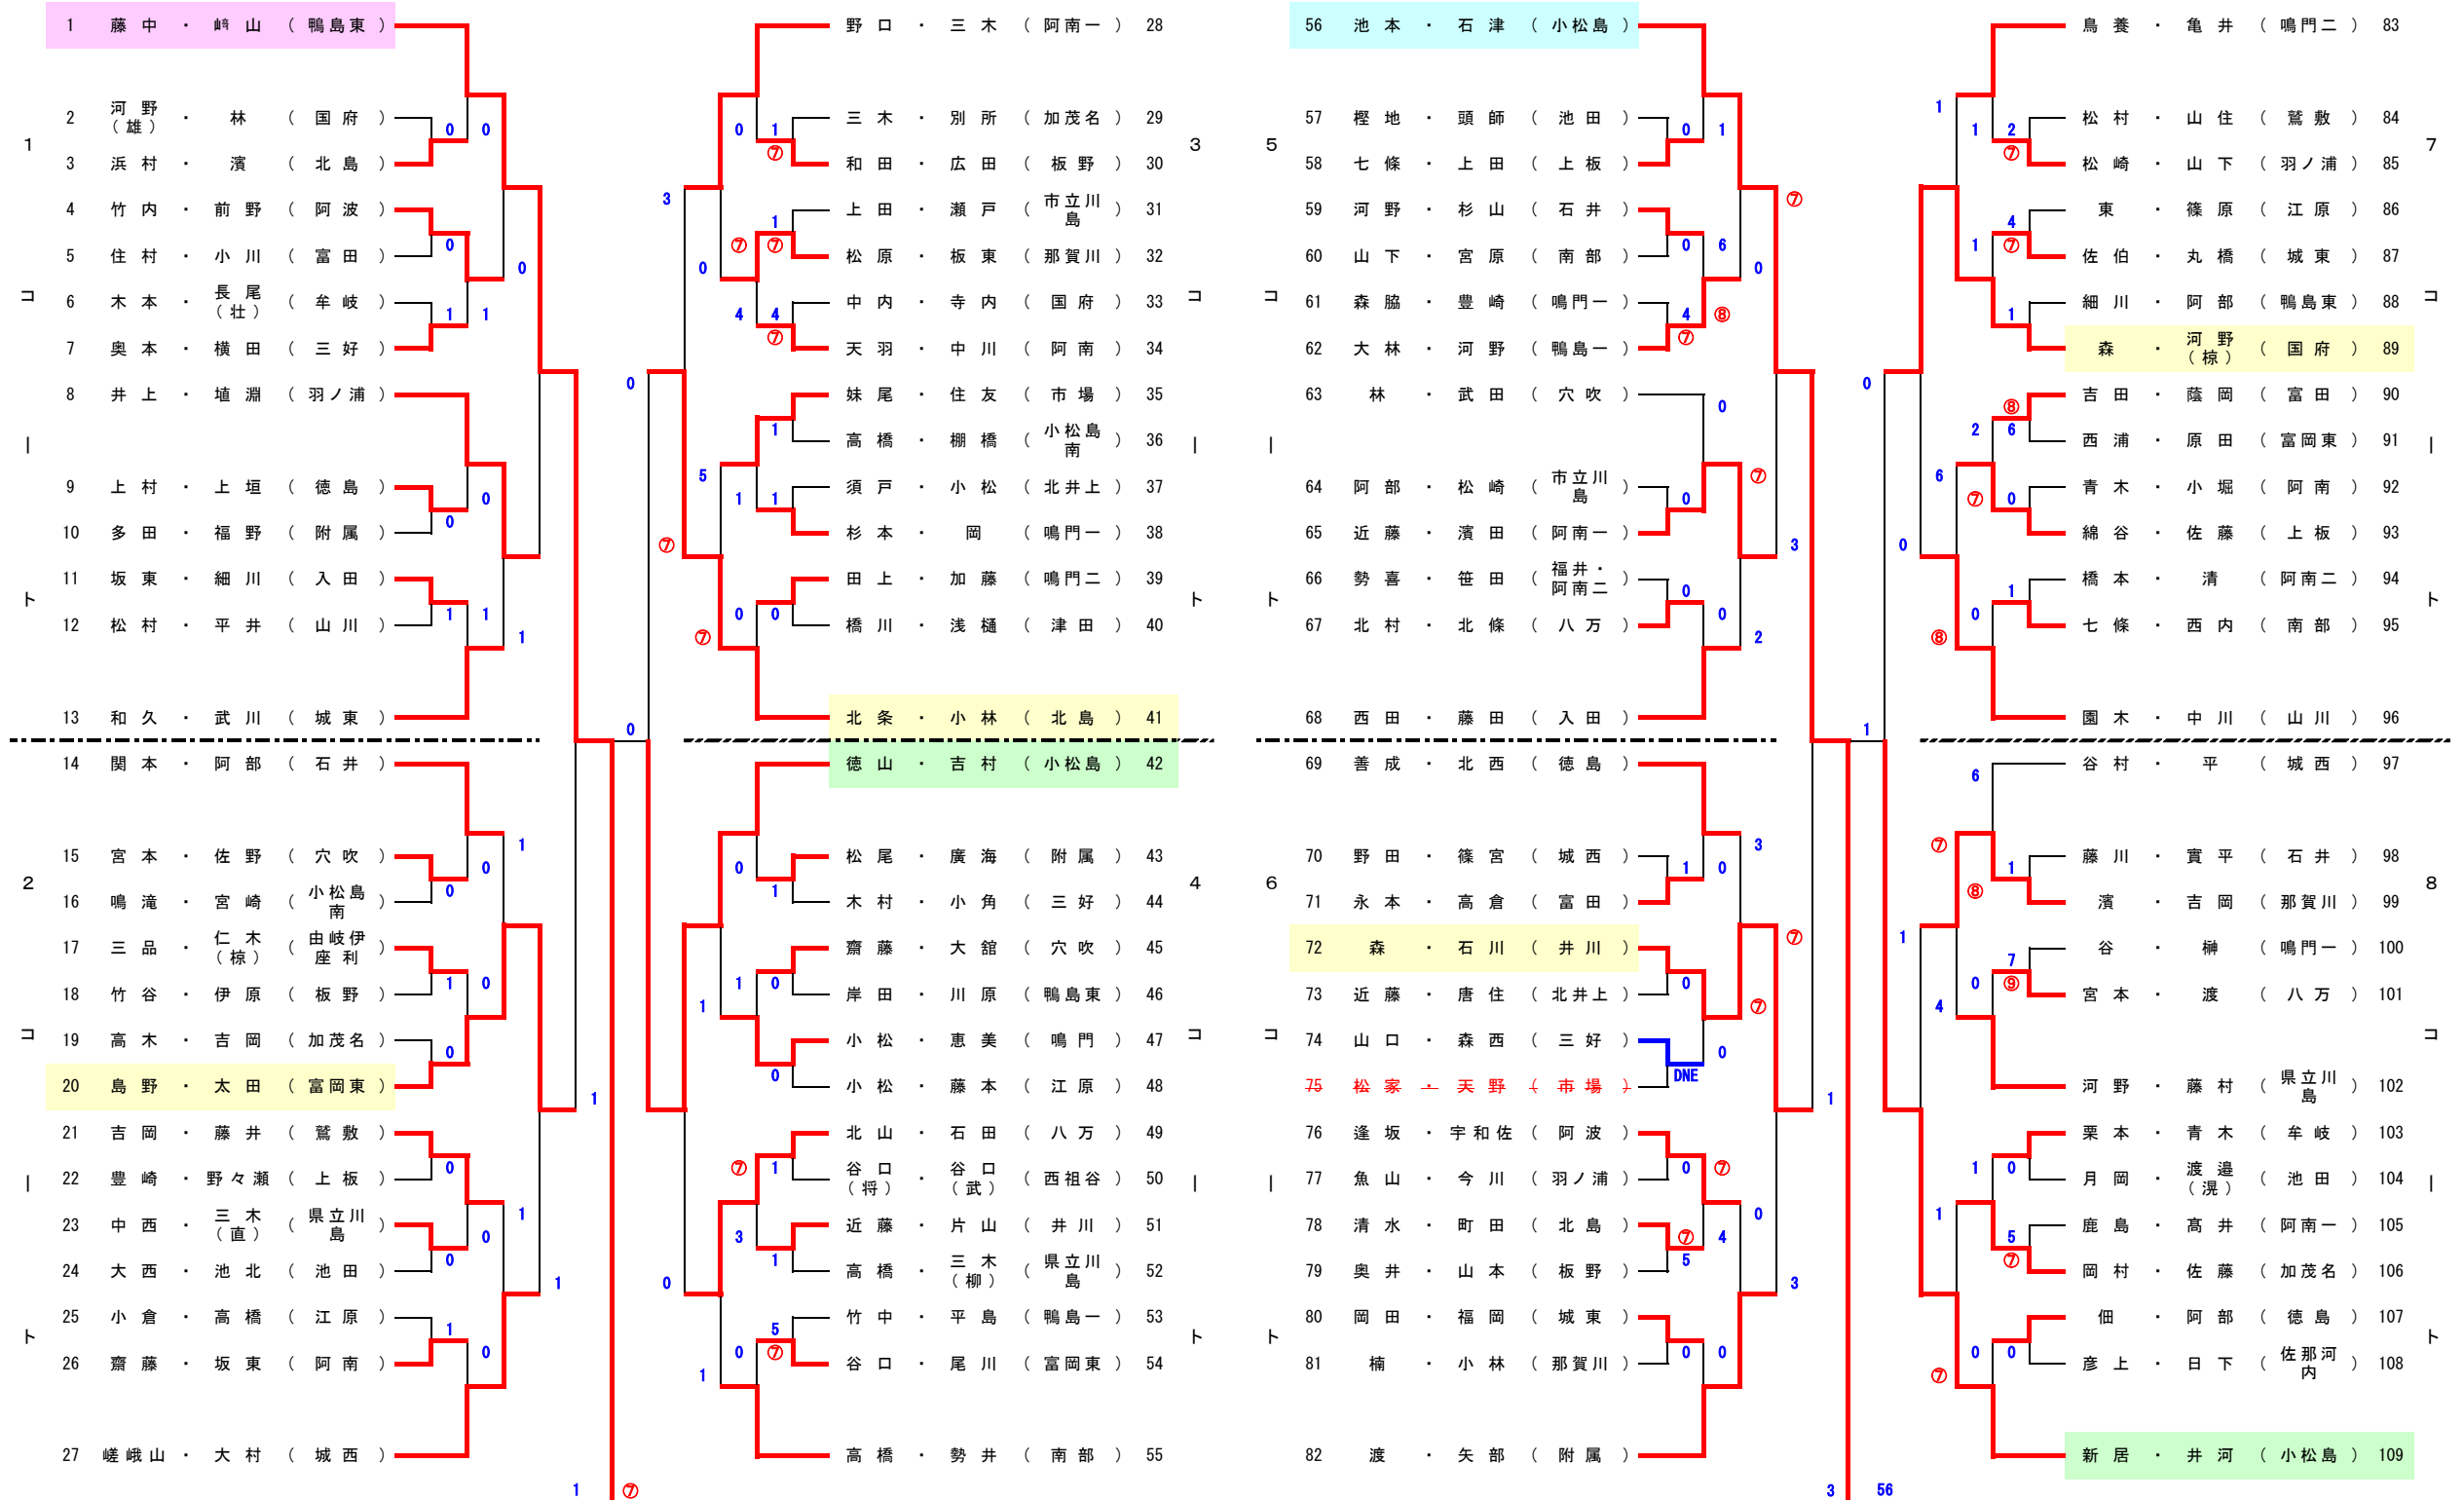 1 藤中・﨑山（鴨島東）
2 河野（雄）・林（国府）
3 浜村・濱（北島）
4 竹内・前野（阿波）
5 住村・小川（富田）
6 木本・長尾（壮）（牟岐）
7 奥本・横田（三好）
8 井上・埴淵（羽ノ浦）
9 上村・上垣（徳島）
10 多田・福野（附属）
11 坂東・細川（入田）
12 松村・平井（山川）
13 和久・武川（城東）
14 関本・阿部（石井）
15 宮本・佐野（穴吹）
16 鳴滝・宮崎（小松島南）
17 三品・仁木（椋）（由岐伊座利）
18 竹谷・伊原（板野）
19 高木・吉岡（加茂名）
20 島野・太田（富岡東）
21 吉岡・藤井（鷲敷）
22 豊崎・野々瀬（上板）
23 中西・三木（直）（県立川島）
24 大西・池北（池田）
25 小倉・高橋（江原）
26 齋藤・坂東（阿南）
27 嵯峨山・大村（城西）
1コート
2コート
野口・三木（阿南一）28
三木・別所（加茂名）29
和田・広田（板野）30
上田・瀬戸（市立川島）31
松原・板東（那賀川）32
中内・寺内（国府）33
天羽・中川（阿南）34
妹尾・住友（市場）35
高橋・棚橋（小松島南）36
須戸・小松（北井上）37
杉本・岡（鳴門一）38
田上・加藤（鳴門二）39
橋川・浅樋（津田）40
北条・小林（北島）41
徳山・吉村（小松島）42
松尾・廣海（附属）43
木村・小角（三好）44
齋藤・大舘（穴吹）45
岸田・川原（鴨島東）46
小松・恵美（鳴門）47
小松・藤本（江原）48
北山・石田（八万）49
谷口（将）・谷口（武）（西祖谷）50
近藤・片山（井川）51
高橋・三木（柳）（県立川島）52
竹中・平島（鴨島一）53
谷口・尾川（富岡東）54
高橋・勢井（南部）55
3コート
4コート
1 ⑦
56 池本・石津（小松島）
57 樫地・頭師（池田）
58 七條・上田（上板）
59 河野・杉山（石井）
60 山下・宮原（南部）
61 森脇・豊崎（鳴門一）
62 大林・河野（鴨島一）
63 林・武田（穴吹）
64 阿部・松崎（市立川島）
65 近藤・濱田（阿南一）
66 勢喜・笹田（福井・阿南二）
67 北村・北條（八万）
68 西田・藤田（入田）
69 善成・北西（徳島）
70 野田・篠宮（城西）
71 永本・高倉（富田）
72 森・石川（井川）
73 近藤・唐住（北井上）
74 山口・森西（三好）
75 松家・天野（市場）
DNE
76 逢坂・宇和佐（阿波）
77 魚山・今川（羽ノ浦）
78 清水・町田（北島）
79 奥井・山本（板野）
80 岡田・福岡（城東）
81 楠・小林（那賀川）
82 渡・矢部（附属）
5コート
6コート
鳥養・亀井（鳴門二）83
松村・山住（鷲敷）84
松崎・山下（羽ノ浦）85
東・篠原（江原）86
佐伯・丸橋（城東）87
細川・阿部（鴨島東）88
森・河野（椋）（国府）89
吉田・蔭岡（富田）90
西浦・原田（富岡東）91
青木・小堀（阿南）92
綿谷・佐藤（上板）93
橋本・清（阿南二）94
七條・西内（南部）95
園木・中川（山川）96
谷村・平（城西）97
藤川・實平（石井）98
濱・吉岡（那賀川）99
谷・榊（鳴門一）100
宮本・渡（八万）101
河野・藤村（県立川島）102
栗本・青木（牟岐）103
月岡・渡邉（滉）（池田）104
鹿島・髙井（阿南一）105
岡村・佐藤（加茂名）106
佃・阿部（徳島）107
彦上・日下（佐那河内）108
新居・井河（小松島）109
7コート
8コート
3 56